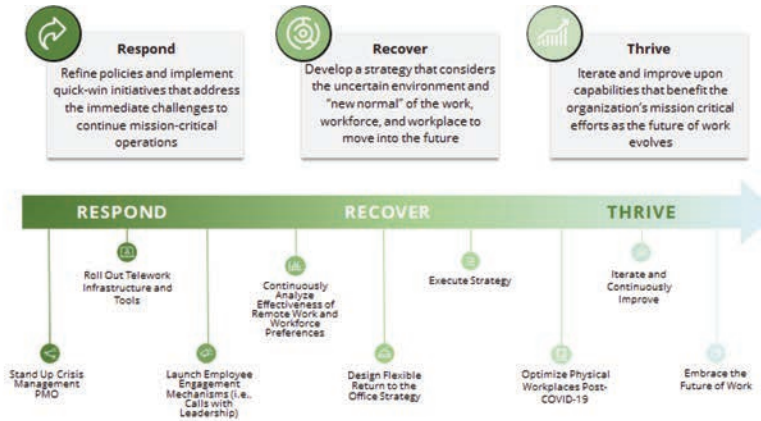 Respond
Refine policies and implement
quick-win initiatives that address
the immediate challenges to
continue mission-critical
operations
Recover
Develop a strategy that considers
the uncertain environment and
"new normal" of the work,
workforce, and workplace to
move into the future
Thrive
Iterate and improve upon
capabilities that benefit the
organization's mission critical
efforts as the future of work
evolves
RESPOND
RECOVER
THRIVE
Stand Up Crisis
Management
PMO
Roll Out Telework
Infrastructure and
Tools
Launch Employee
Engagement
Mechanisms (i.e.,
Calls with
Leadership)
Continuously
Analyze
Effectiveness of
Remote Work and
Workforce
Preferences
Design Flexible
Return to the
Office Strategy
Execute Strategy
Optimize Physical
Workplaces Post-
COVID-19
Iterate and
Continuously
Improve
Embrace the
Future of Work